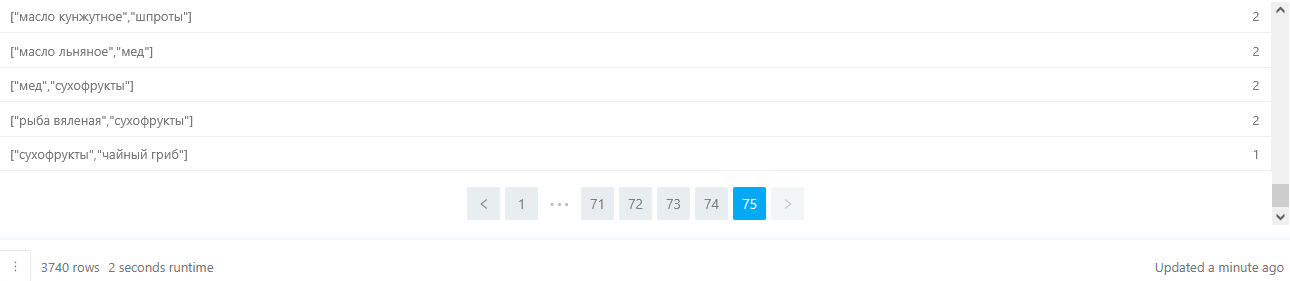 ["масло кунжутное","шпроты"] 2
["масло льняное","мед"] 2
["мед","сухофрукты"] 2
["рыба вяленая","сухофрукты"] 2
["сухофрукты","чайный гриб"] 1
< 1 ••• 71 72 73 74 75 >
3740 rows 2 seconds runtime Updated a minute ago